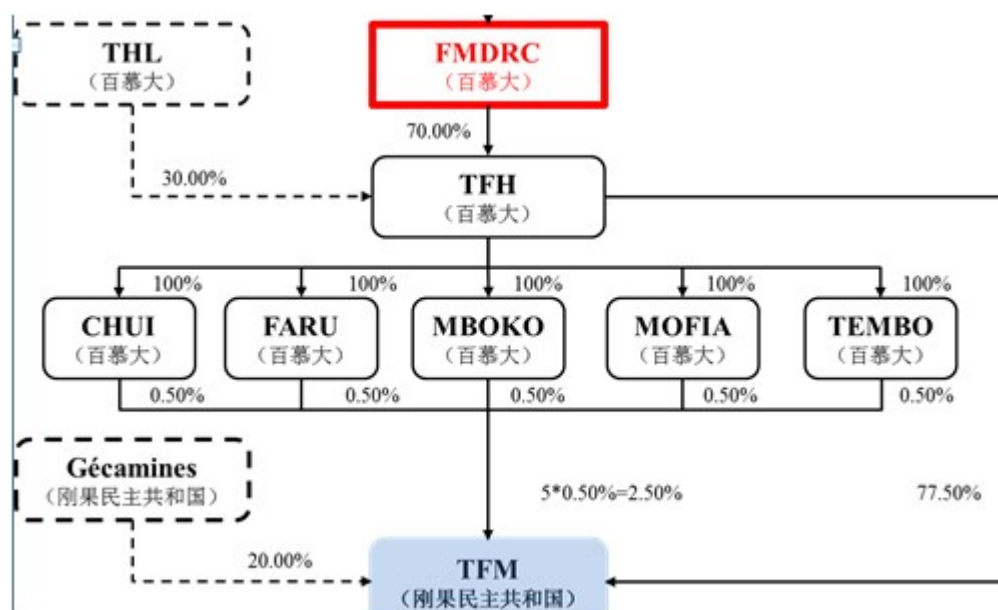 THL
（百慕大）
FMDRC
（百慕大）
70.00%
30.00%
TFH
（百慕大）
100%
100%
100%
100%
100%
CHUI
（百慕大）
FARU
（百慕大）
MBOKO
（百慕大）
MOFIA
（百慕大）
TEMBO
（百慕大）
0.50%
0.50%
0.50%
0.50%
0.50%
Gécamines
（刚果民主共和国）
5*0.50%=2.50%
77.50%
20.00%
TFM
（刚果民主共和国）